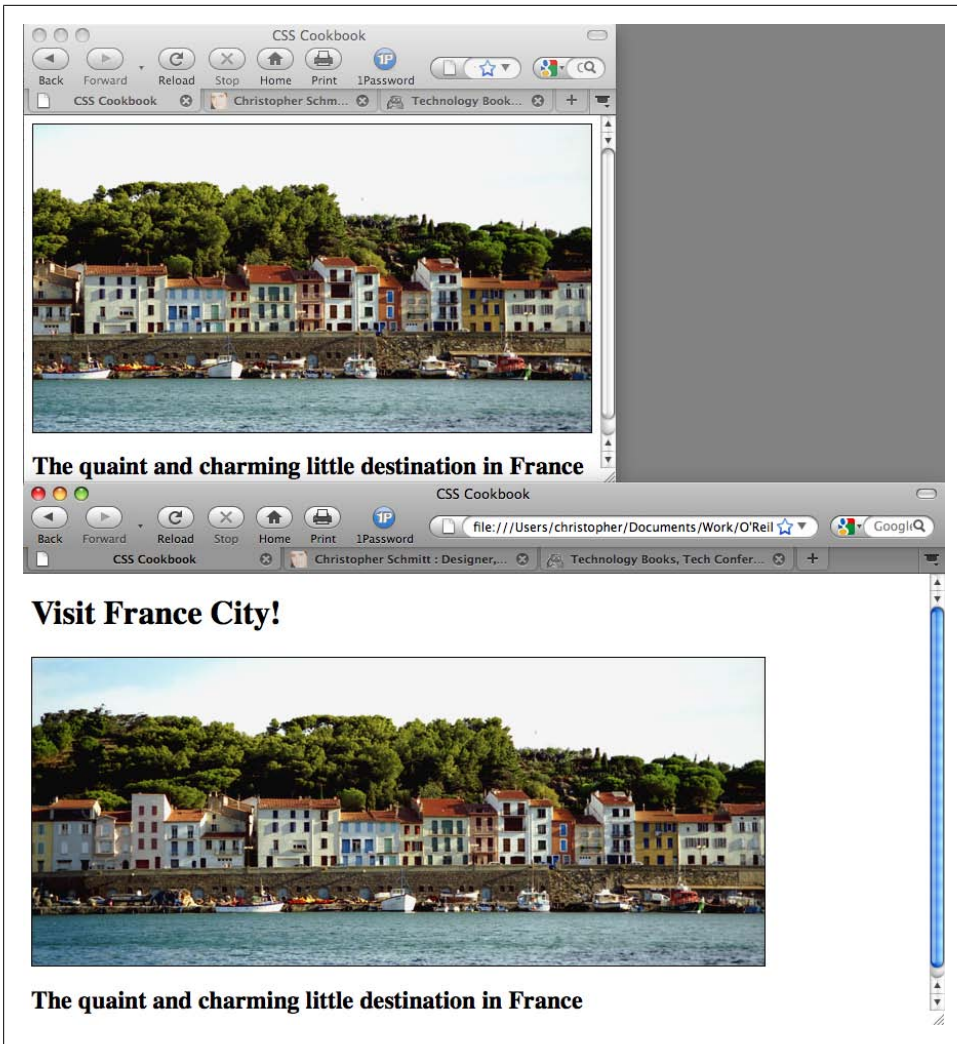 CSS Cookbook
Back Forward Reload Stop Home Print 1Password
CSS Cookbook Christopher Schm... Technology Book... +
The quaint and charming little destination in France
CSS Cookbook
Back Forward Reload Stop Home Print 1Password file:///Users/christopher/Documents/Work/O'Reil Google
CSS Cookbook Christopher Schmitt : Designer,... Technology Books, Tech Confer... +
Visit France City!
The quaint and charming little destination in France